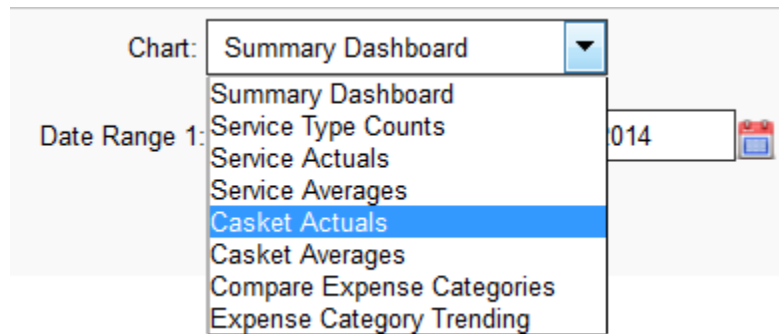 Chart: Summary Dashboard
Summary Dashboard
Date Range 1: Service Type Counts 2014
Service Actuals
Service Averages
Casket Actuals
Casket Averages
Compare Expense Categories
Expense Category Trending